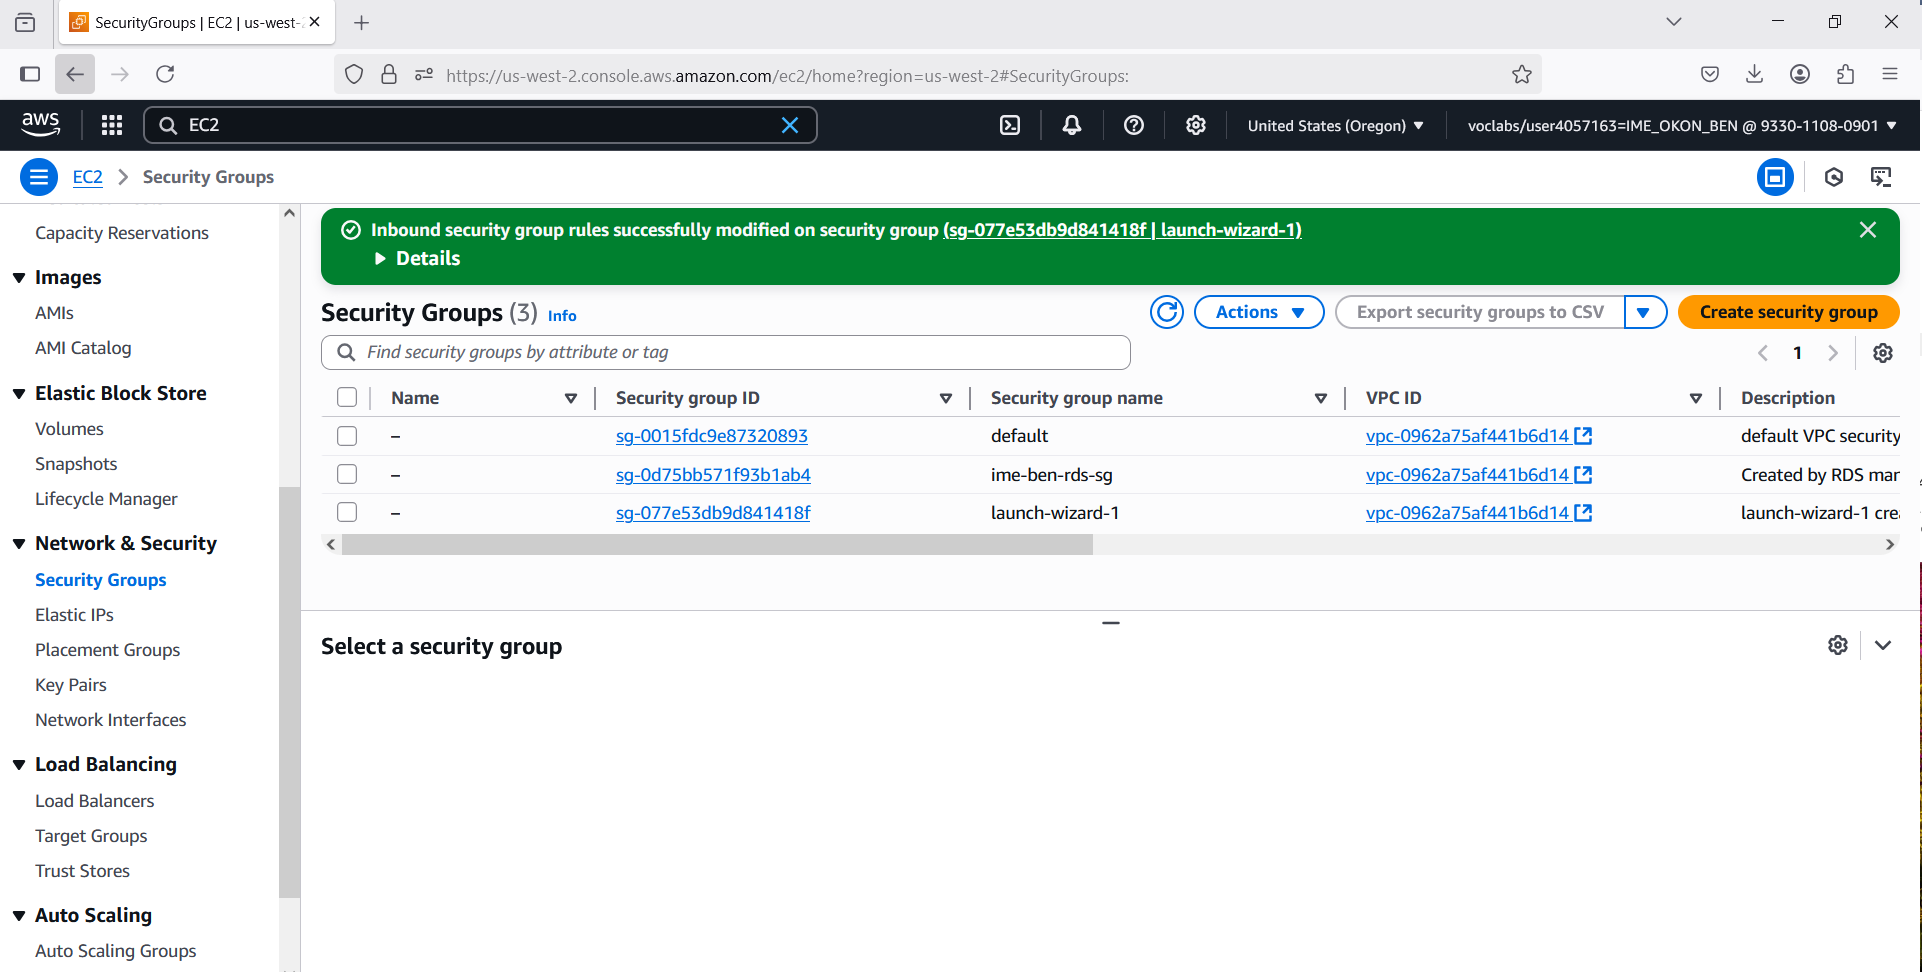 SecurityGroups | EC2 | us-west-2
https://us-west-2.console.aws.amazon.com/ec2/home?region=us-west-2#SecurityGroups:
aws
EC2
United States (Oregon)
voclabs/user4057163=IME_OKON_BEN @ 9330-1108-0901
EC2
Security Groups
Capacity Reservations
Images
AMIs
AMI Catalog
Elastic Block Store
Volumes
Snapshots
Lifecycle Manager
Network & Security
Security Groups
Elastic IPs
Placement Groups
Key Pairs
Network Interfaces
Load Balancing
Load Balancers
Target Groups
Trust Stores
Auto Scaling
Auto Scaling Groups
Inbound security group rules successfully modified on security group (sg-077e53db9d841418f | launch-wizard-1)
Details
Security Groups (3) Info
Actions
Export security groups to CSV
Create security group
Find security groups by attribute or tag
1
Name Security group ID Security group name VPC ID Description
– sg-0015fdc9e87320893 default vpc-0962a75af441b6d14 default VPC security
– sg-0d75bb571f93b1ab4 ime-ben-rds-sg vpc-0962a75af441b6d14 Created by RDS man
– sg-077e53db9d841418f launch-wizard-1 vpc-0962a75af441b6d14 launch-wizard-1 crea
Select a security group